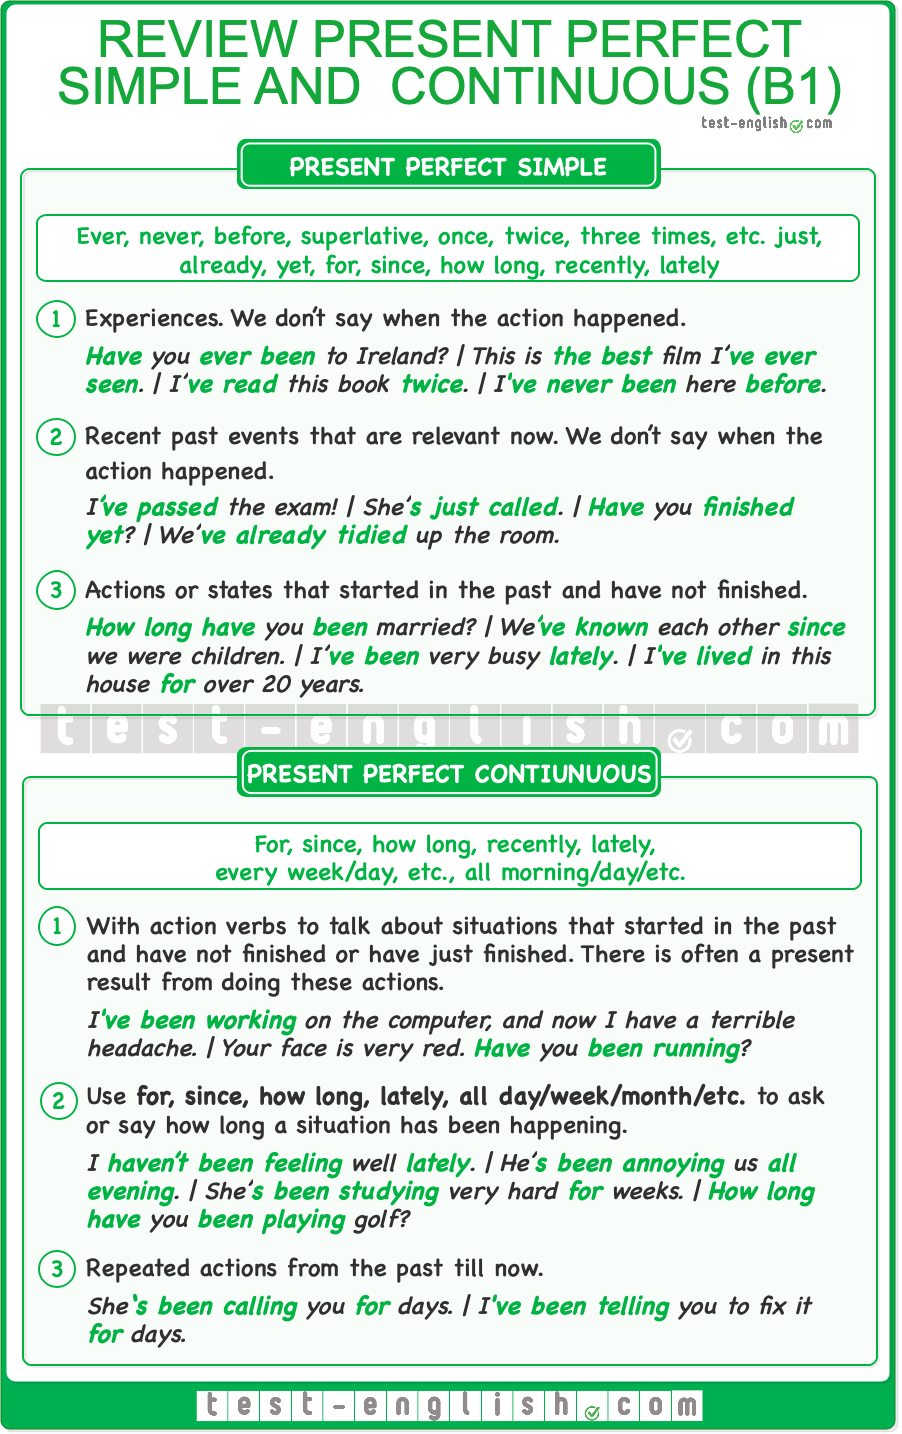 REVIEW PRESENT PERFECT
SIMPLE AND CONTINUOUS (B1)
test-english.com
PRESENT PERFECT SIMPLE
Ever, never, before, superlative, once, twice, three times, etc. just,
already, yet, for, since, how long, recently, lately
1 Experiences. We don't say when the action happened.
Have you ever been to Ireland? | This is the best film I've ever
seen. | I've read this book twice. | I've never been here before.
2 Recent past events that are relevant now. We don't say when the
action happened.
I've passed the exam! | She's just called. | Have you finished
yet? | We've already tidied up the room.
3 Actions or states that started in the past and have not finished.
How long have you been married? | We've known each other since
we were children. | I've been very busy lately. | I've lived in this
house for over 20 years.
test-english.com
PRESENT PERFECT CONTIUNUOUS
For, since, how long, recently, lately,
every week/day, etc., all morning/day/etc.
1 With action verbs to talk about situations that started in the past
and have not finished or have just finished. There is often a present
result from doing these actions.
I've been working on the computer, and now I have a terrible
headache. | Your face is very red. Have you been running?
2 Use for, since, how long, lately, all day/week/month/etc. to ask
or say how long a situation has been happening.
I haven't been feeling well lately. | He's been annoying us all
evening. | She's been studying very hard for weeks. | How long
have you been playing golf?
3 Repeated actions from the past till now.
She's been calling you for days. | I've been telling you to fix it
for days.
test-english.com